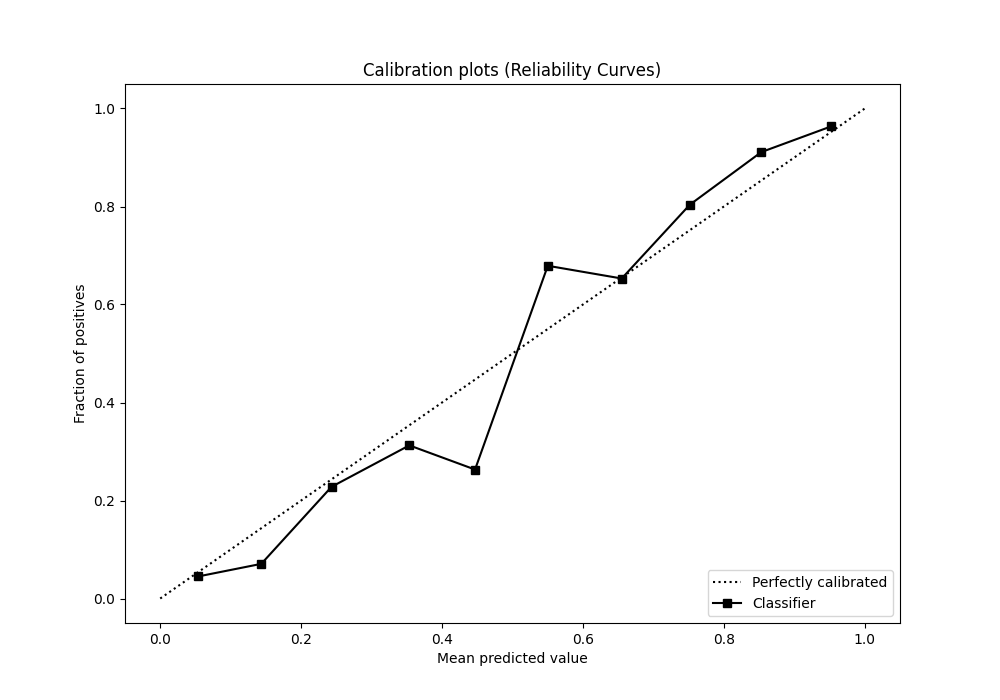 Calibration plots (Reliability Curves)
1.0
0.8
0.6
0.4
0.2
0.0
Fraction of positives
0.0 0.2 0.4 0.6 0.8 1.0
Mean predicted value
Perfectly calibrated
Classifier